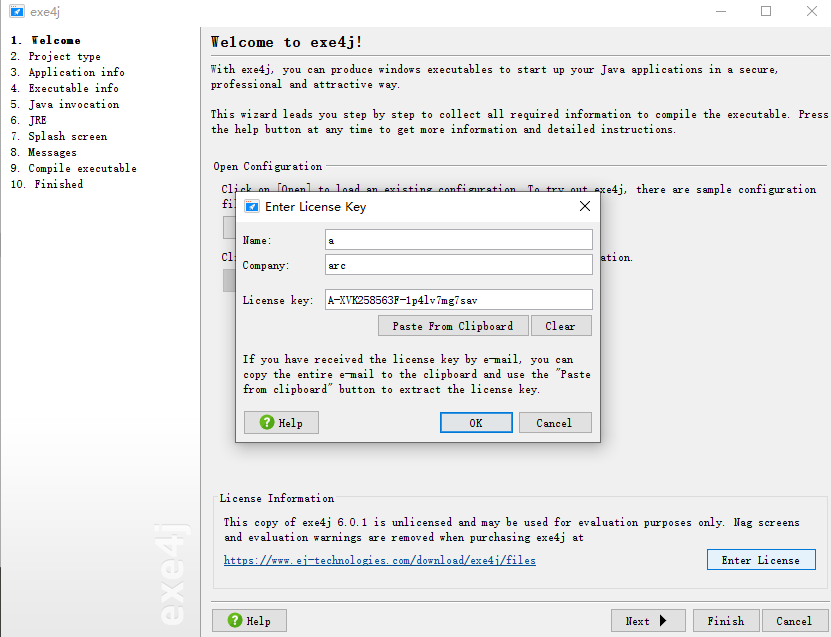 exe4j
1. Welcome
2. Project type
3. Application info
4. Executable info
5. Java invocation
6. JRE
7. Splash screen
8. Messages
9. Compile executable
10. Finished
exe4j
Welcome to exe4j!
With exe4j, you can produce windows executables to start up your Java applications in a secure,
professional and attractive way.
This wizard leads you step by step to collect all required information to compile the executable. Press
the help button at any time to get more information and detailed instructions.
Open Configuration
Click on [Open] to load an existing configuration. To try out exe4j, there are sample configuration
Enter License Key
Name:
a
Company:
arc
License key:
A-XVK258563F-1p4lv7mg7sav
Paste From Clipboard
Clear
If you have received the license key by e-mail, you can
copy the entire e-mail to the clipboard and use the "Paste
from clipboard" button to extract the license key.
Help
OK
Cancel
License Information
This copy of exe4j 6.0.1 is unlicensed and may be used for evaluation purposes only. Nag screens
and evaluation warnings are removed when purchasing exe4j at
https://www.ej-technologies.com/download/exe4j/files
Enter License
Help
Next
Finish
Cancel